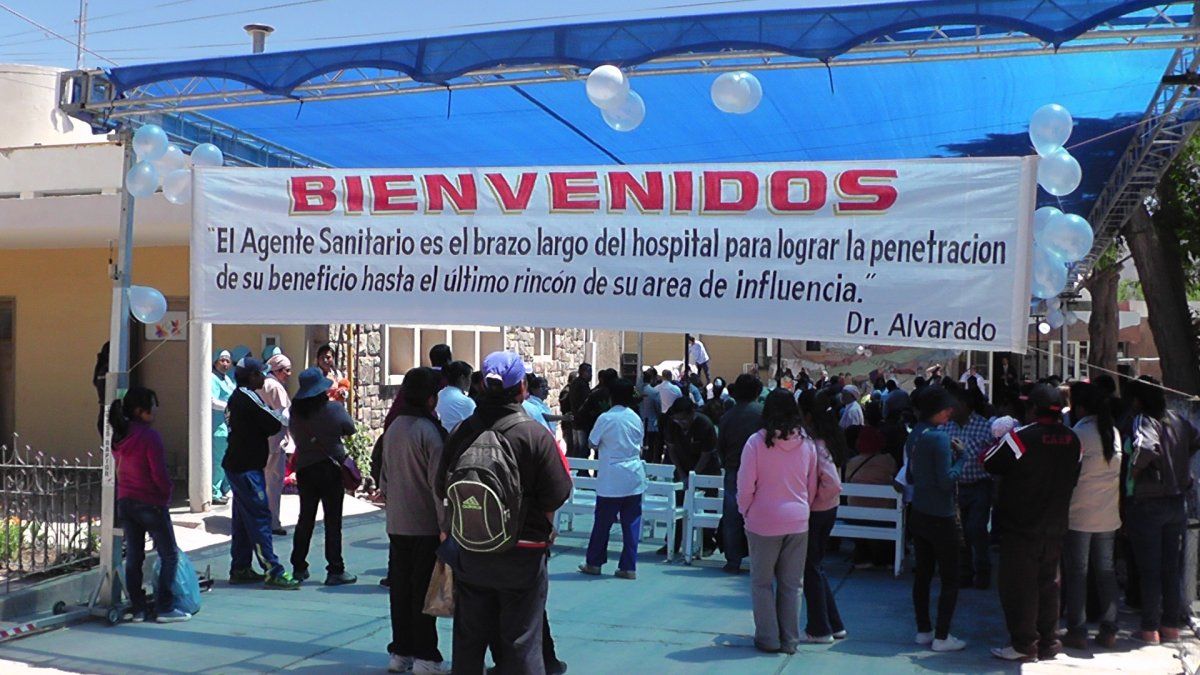 BIENVENIDOS
"El Agente Sanitario es el brazo largo del hospital para lograr la penetracion
de su beneficio hasta el último rincón de su area de influencia."
Dr. Alvarado
adidas